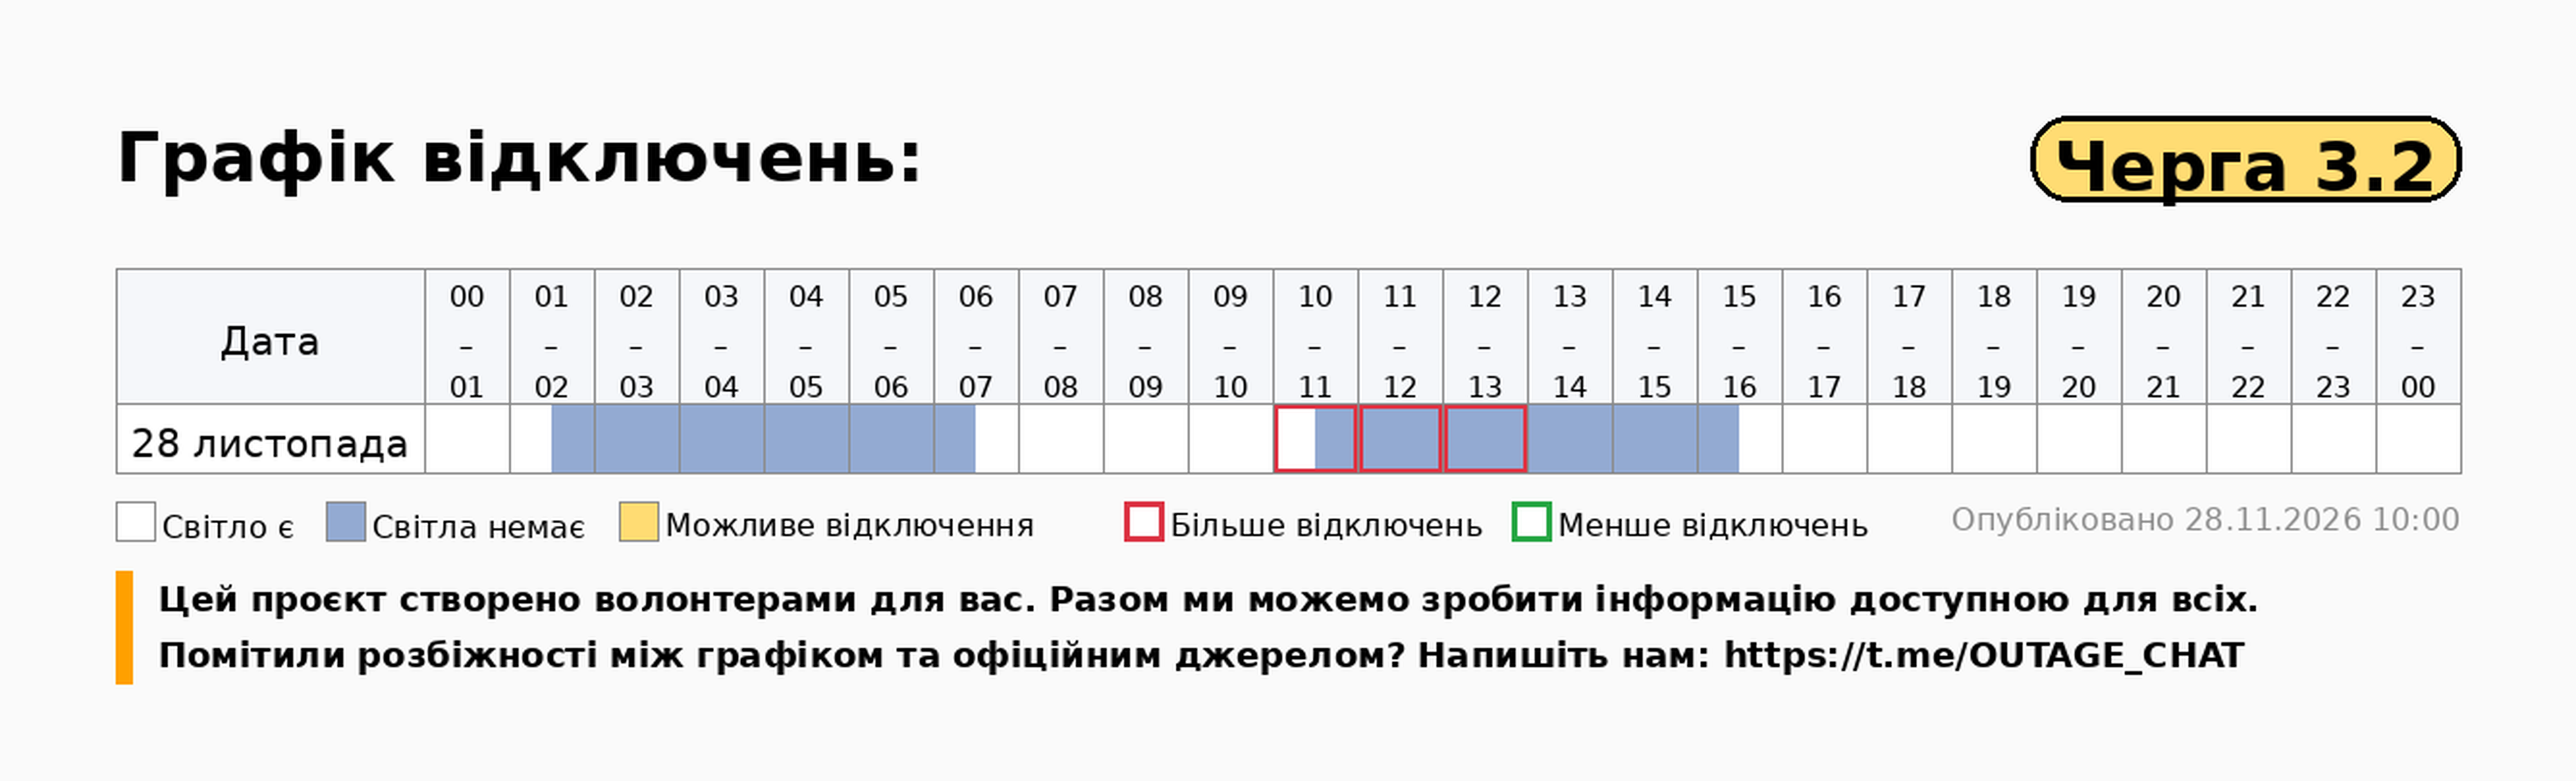 Графік відключень:
Черга 3.2
Дата
00 – 01
01 – 02
02 – 03
03 – 04
04 – 05
05 – 06
06 – 07
07 – 08
08 – 09
09 – 10
10 – 11
11 – 12
12 – 13
13 – 14
14 – 15
15 – 16
16 – 17
17 – 18
18 – 19
19 – 20
20 – 21
21 – 22
22 – 23
23 – 00
28 листопада
Світло є
Світла немає
Можливе відключення
Більше відключень
Менше відключень
Опубліковано 28.11.2026 10:00
Цей проєкт створено волонтерами для вас. Разом ми можемо зробити інформацію доступною для всіх.
Помітили розбіжності між графіком та офіційним джерелом? Напишіть нам: https://t.me/OUTAGE_CHAT